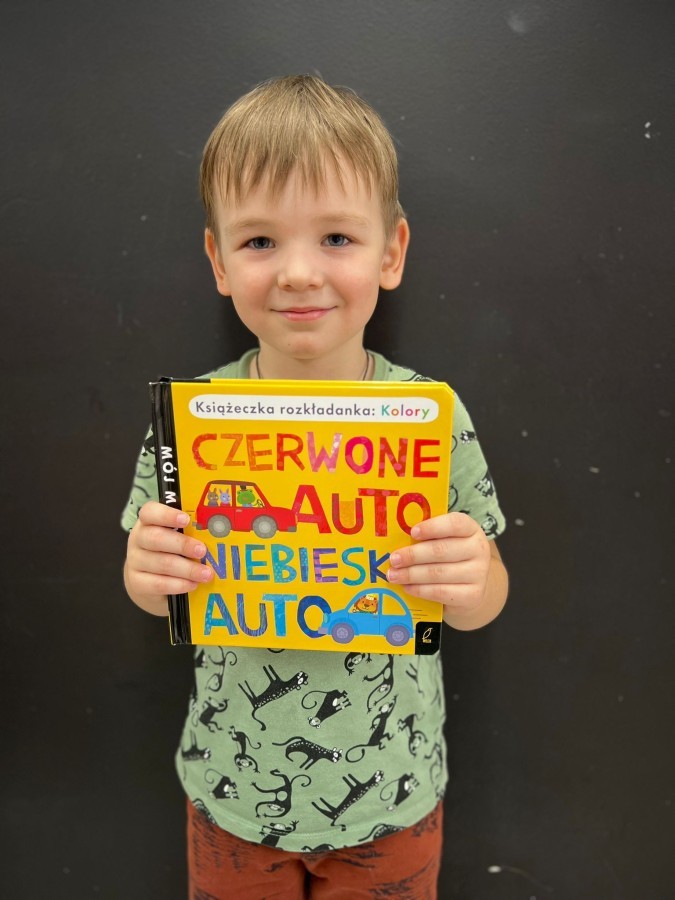 Książeczka rozkładanka: Kolory
CZERWONE
AUTO
NIEBIESK
AUTO
MÓJ M